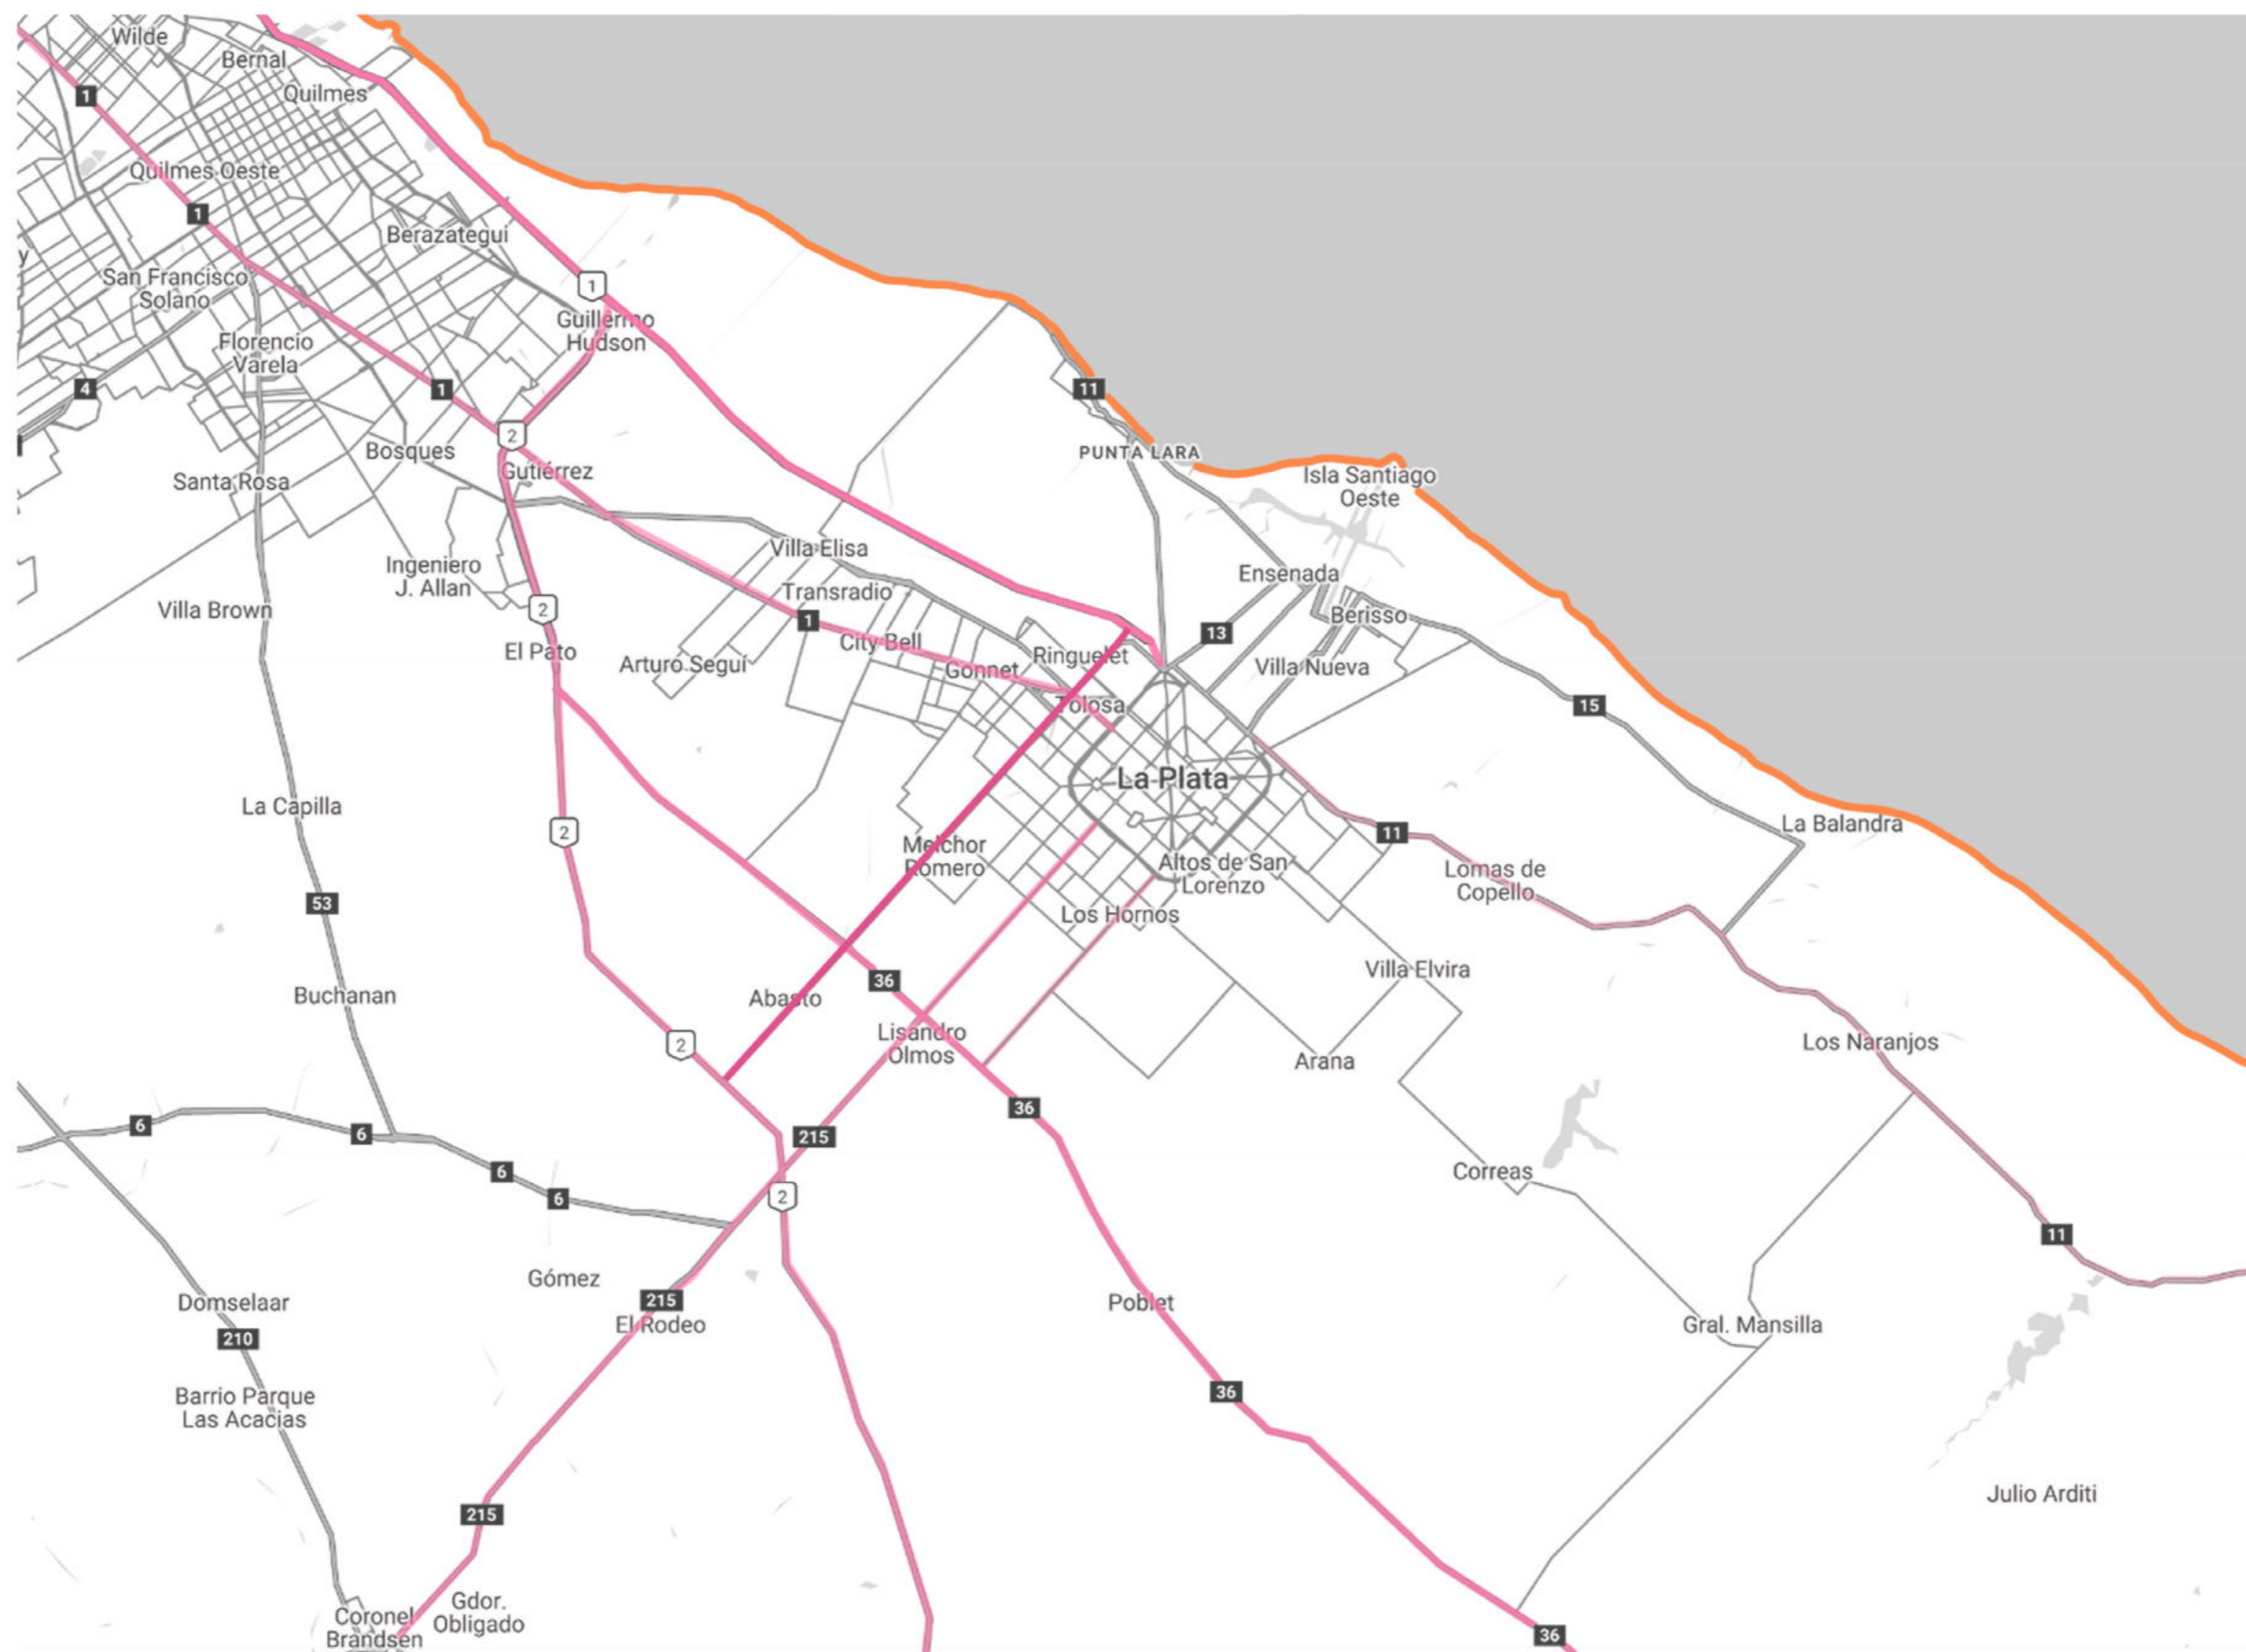 Wilde
Bernal
Quilmes
1
Quilmes Oeste
1
Berazategui
y
San Francisco
Solano
1
Guillermo
Hudson
Florencio
Varela
4
1
11
2
Bosques
Gutiérrez
PUNTA LARA
Santa Rosa
Isla Santiago
Oeste
Villa Elisa
Ingeniero
J. Allan
Transradio
Ensenada
Villa Brown
2
1
Berisso
13
City Bell
El Pato
Arturo Seguí
Gonnet
Ringuelet
Villa Nueva
Tolosa
15
La Plata
La Capilla
2
11
La Balandra
Melchor
Romero
Altos de San
Lorenzo
Lomas de
Copello
53
Los Hornos
36
Villa Elvira
Buchanan
Abasto
Lisandro
Olmos
2
Los Naranjos
Arana
36
6
6
215
6
6
2
Correas
11
Gómez
Domselaar
215
El Rodeo
Poblet
Gral. Mansilla
210
Barrio Parque
Las Acacias
36
Julio Arditi
215
Gdor.
Obligado
Coronel
Brandsen
36